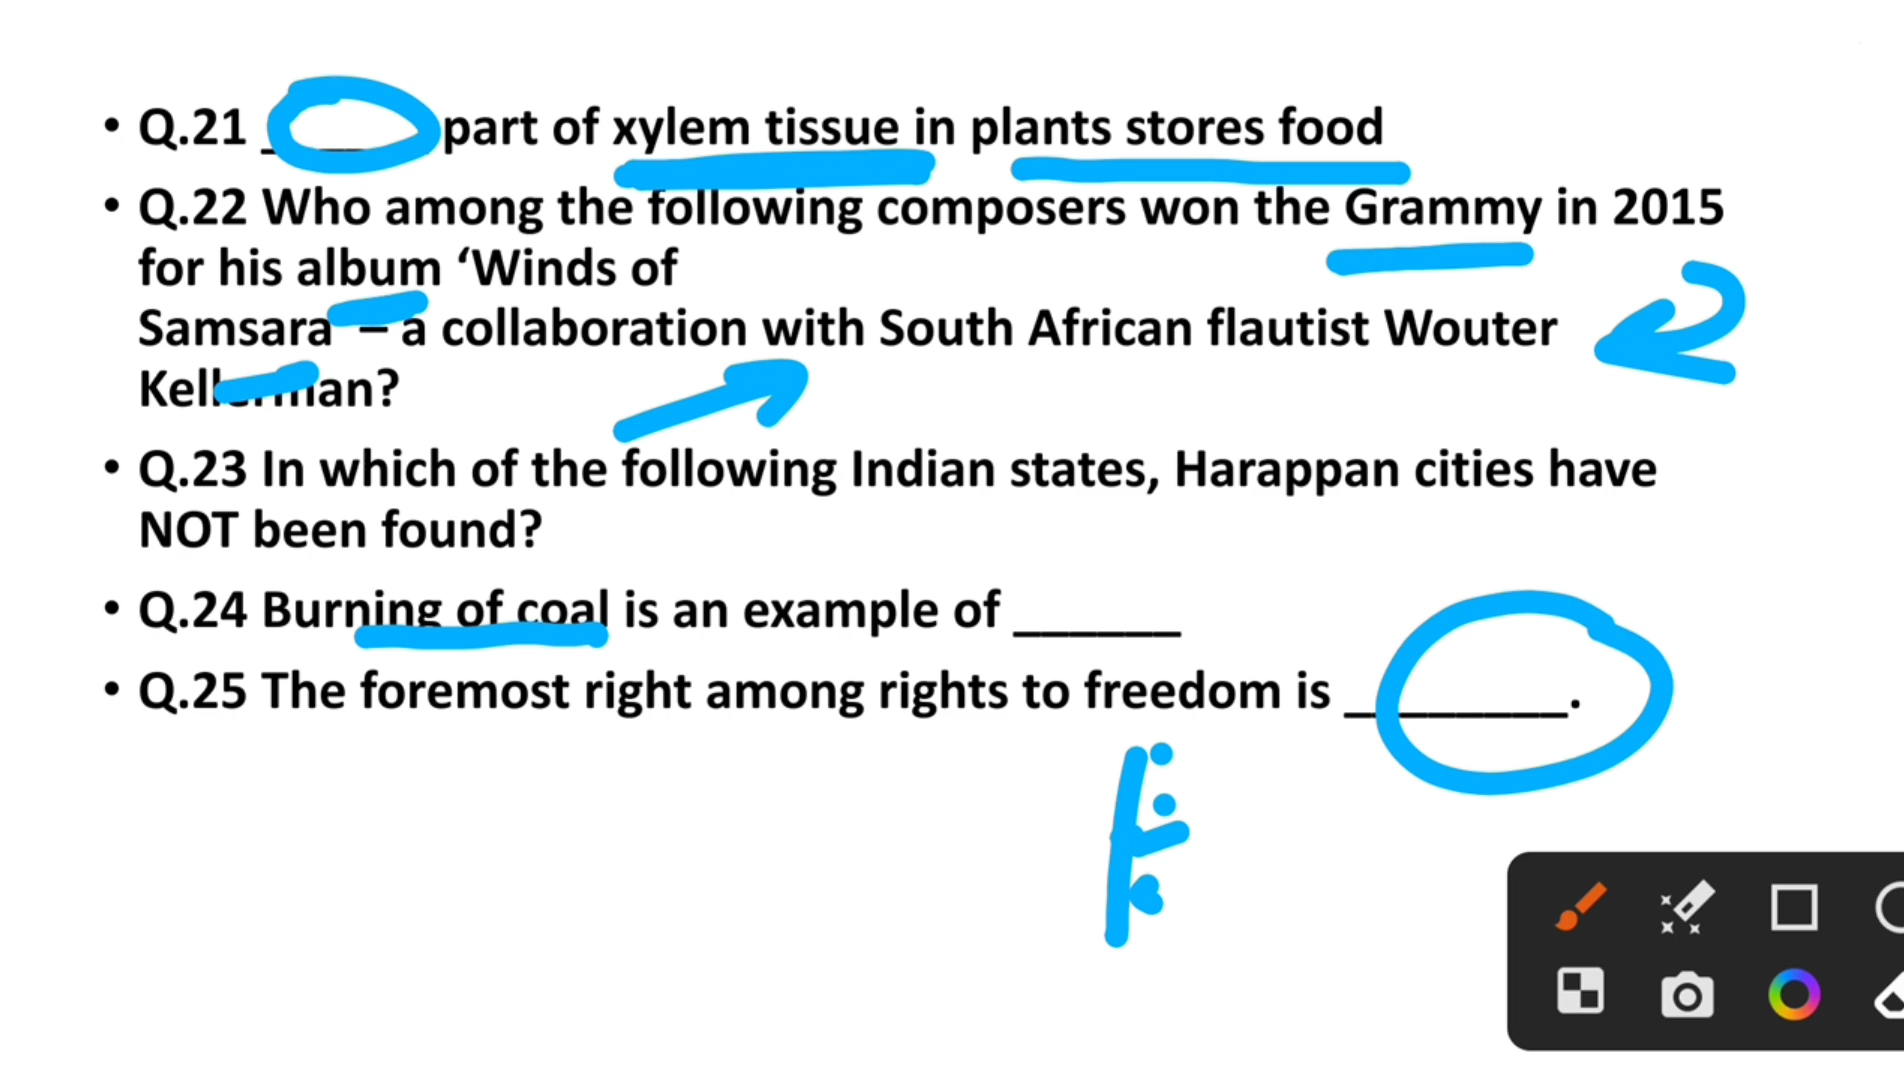 • Q.21 ______ part of xylem tissue in plants stores food
• Q.22 Who among the following composers won the Grammy in 2015
for his album ‘Winds of
Samsara – a collaboration with South African flautist Wouter
Kellerman?
• Q.23 In which of the following Indian states, Harappan cities have
NOT been found?
• Q.24 Burning of coal is an example of ______
• Q.25 The foremost right among rights to freedom is ________.